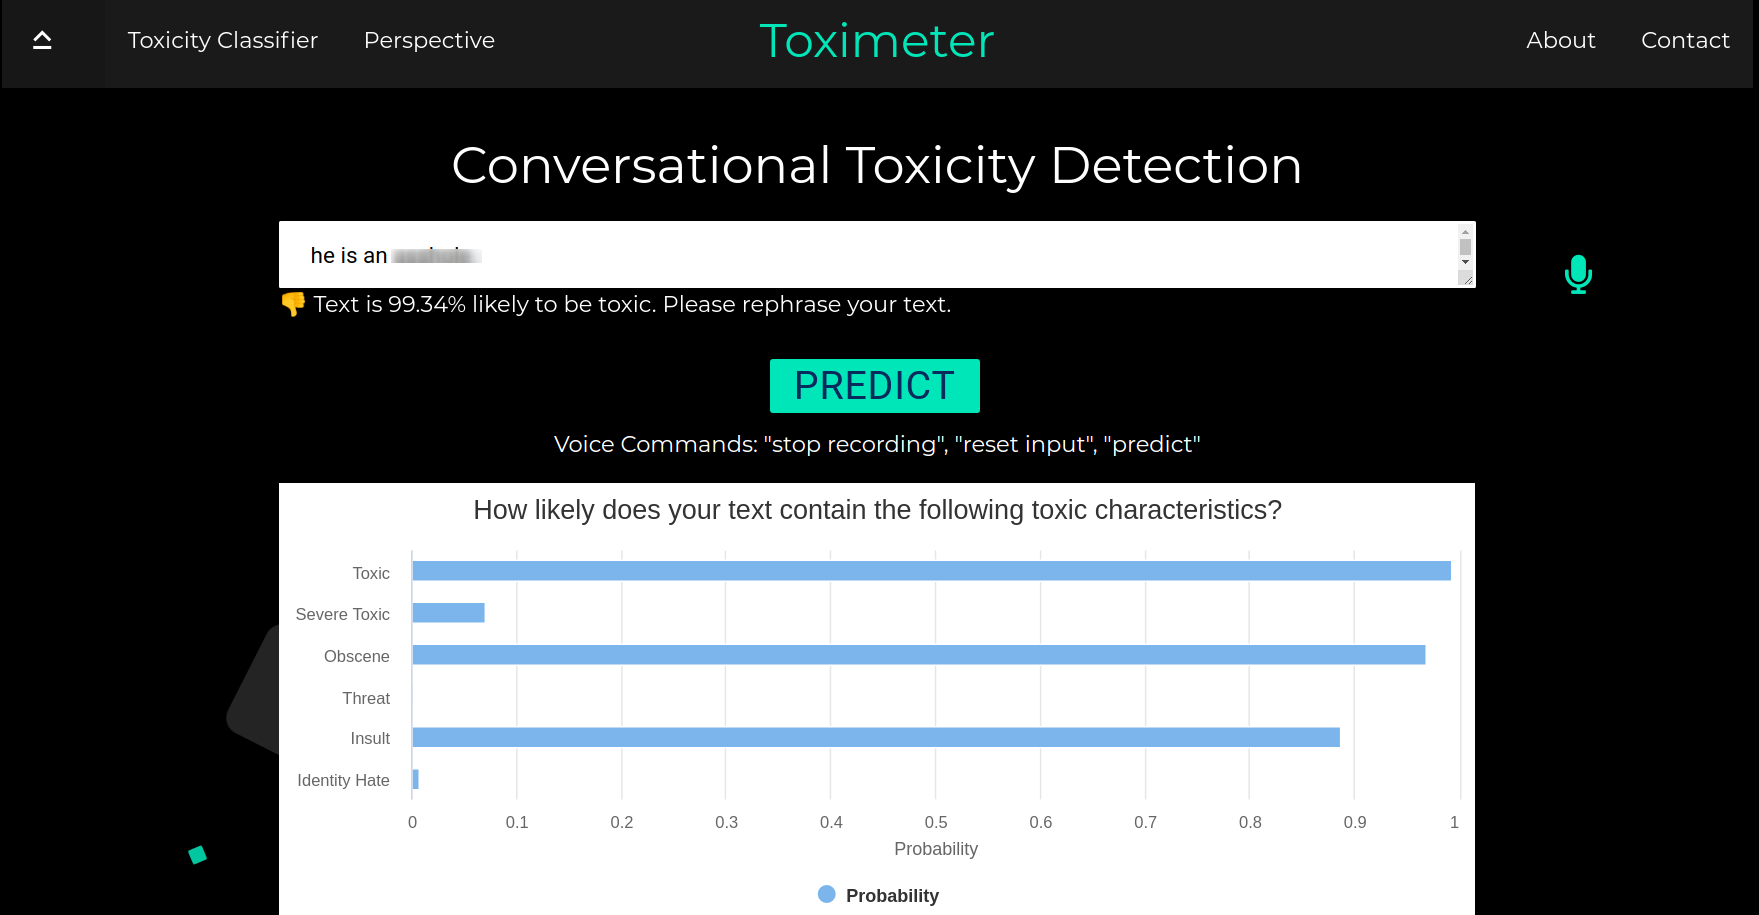 Toxicity Classifier Perspective Toximeter About Contact
Conversational Toxicity Detection
he is an
👎 Text is 99.34% likely to be toxic. Please rephrase your text.
PREDICT
Voice Commands: "stop recording", "reset input", "predict"
How likely does your text contain the following toxic characteristics?
Toxic
Severe Toxic
Obscene
Threat
Insult
Identity Hate
0 0.1 0.2 0.3 0.4 0.5 0.6 0.7 0.8 0.9 1
Probability
Probability